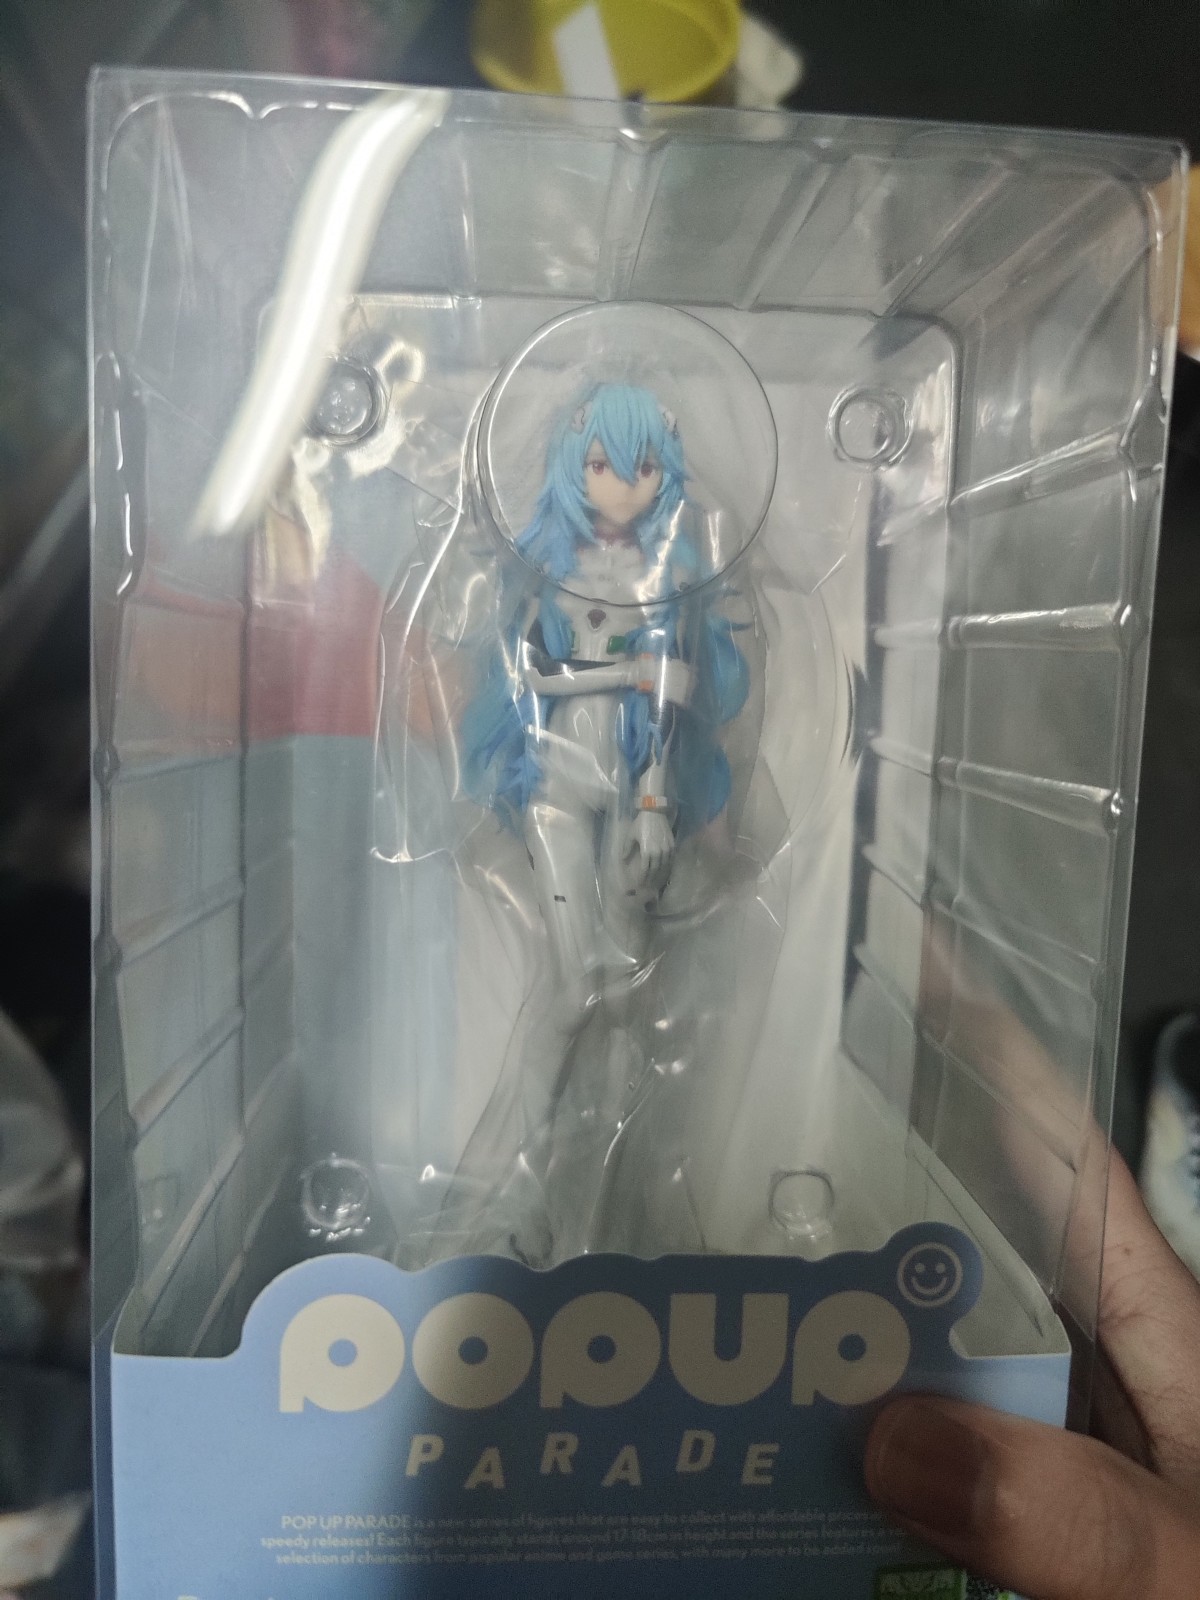 POPUP
PARADE
POP UP PARADE is a new series of figures that are easy to collect with affordable prices
speedy releases! Each figure typically stands around 17-18cm in height and the series features a
selection of characters from popular anime and game series, with many more to be added soon!